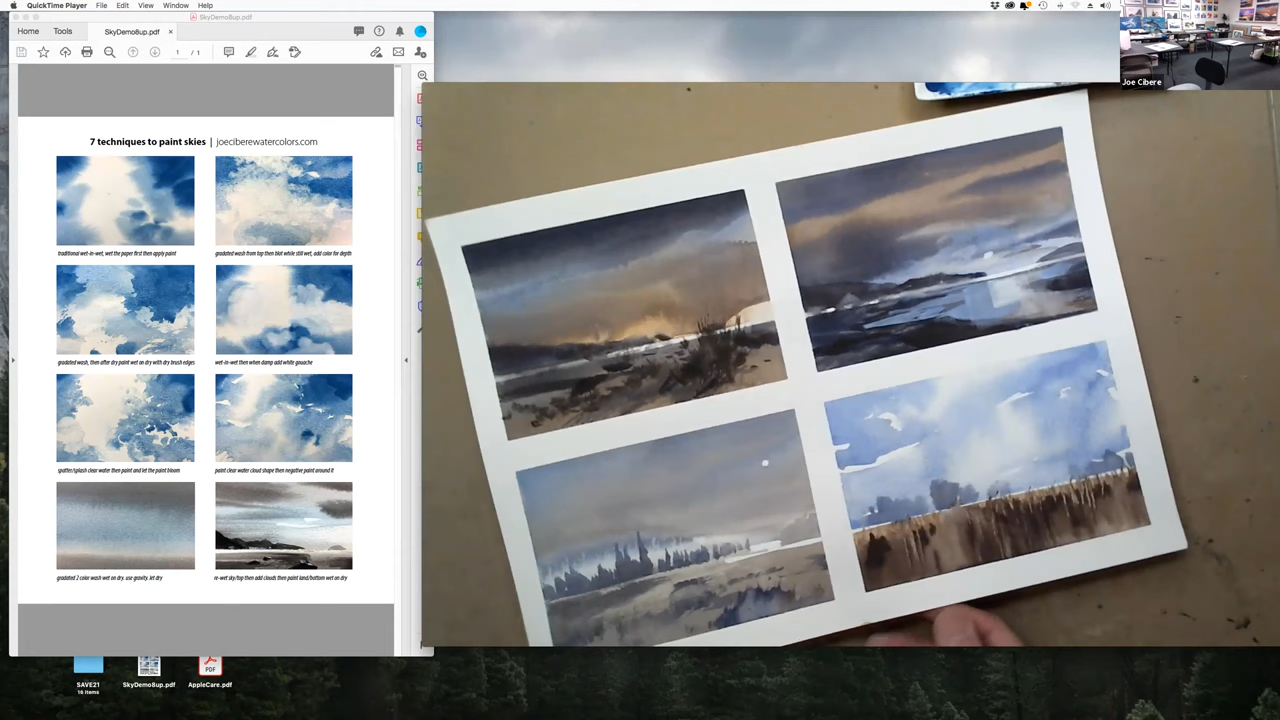 QuickTime Player File Edit View Window Help
SkyDemo8up.pdf
Home Tools SkyDemo8up.pdf ×
1 / 1
Joe Cibere
7 techniques to paint skies | joeciberewatercolors.com
traditional wet-in-wet, wet the paper first then apply paint
gradated wash from top then blot while still wet, add color for depth
gradated wash, then after dry paint wet on dry with dry brush edges
wet-in-wet then when damp add white gouache
spatter/splash clear water then paint and let the paint bloom
paint clear water cloud shape then negative paint around it
gradated 2 color wash wet on dry. use gravity. let dry
re-wet sky/top then add clouds then paint land/bottom wet on dry
PDF
SAVE21
16 items
SkyDemo8up.pdf
AppleCare.pdf